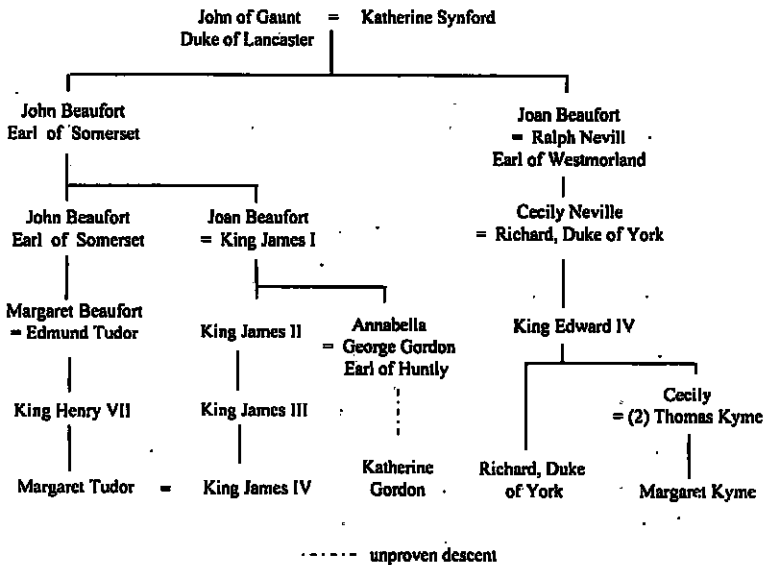 John of Gaunt = Katherine Synford
Duke of Lancaster
John Beaufort
Earl of Somerset
Joan Beaufort
= Ralph Nevill
Earl of Westmorland
John Beaufort
Earl of Somerset
Joan Beaufort
= King James I
Cecily Neville
= Richard, Duke of York
Margaret Beaufort
= Edmund Tudor
King James II
Annabella
= George Gordon
Earl of Huntly
King Edward IV
King Henry VII
King James III
Cecily
= (2) Thomas Kyme
Margaret Tudor = King James IV
Katherine
Gordon
Richard, Duke
of York
Margaret Kyme
unproven descent